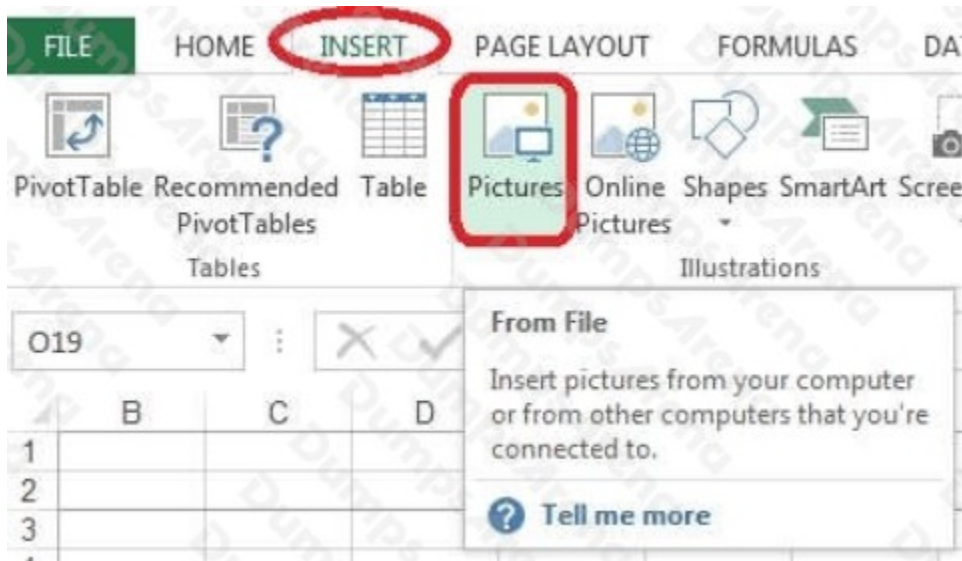 FILE HOME INSERT PAGE LAYOUT FORMULAS
PivotTable Recommended PivotTables Table Pictures Online Pictures Shapes SmartArt
Tables Illustrations
O19
From File
Insert pictures from your computer
or from other computers that you're
connected to.
Tell me more
B C D
1
2
3
DumpsArena